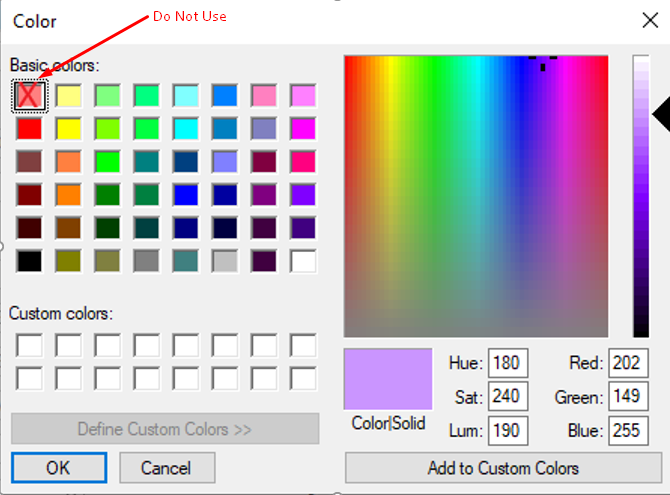 Do Not Use
Color
Basic colors:
Custom colors:
Define Custom Colors >>
OK
Cancel
Color|Solid
Hue: 180
Sat: 240
Lum: 190
Red: 202
Green: 149
Blue: 255
Add to Custom Colors